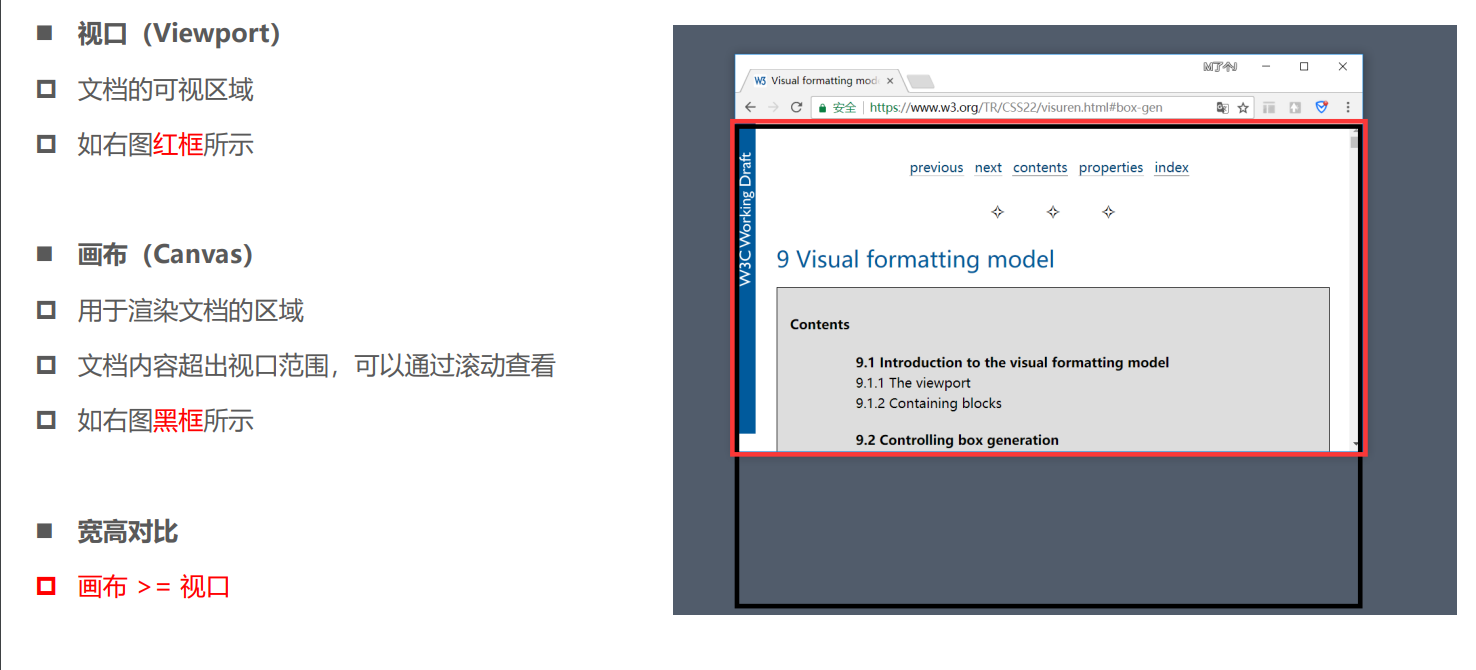 视口（Viewport）
文档的可视区域
如右图红框所示
画布（Canvas）
用于渲染文档的区域
文档内容超出视口范围，可以通过滚动查看
如右图黑框所示
宽高对比
画布 >= 视口
MJ
W3 Visual formatting mod
安全 https://www.w3.org/TR/CSS22/visuren.html#box-gen
W3C Working Draft
previous next contents properties index
9 Visual formatting model
Contents
9.1 Introduction to the visual formatting model
9.1.1 The viewport
9.1.2 Containing blocks
9.2 Controlling box generation